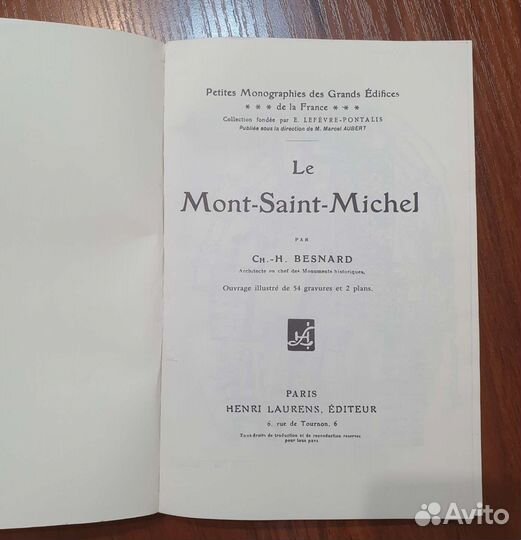 Petites Monographies des Grands Édifices
* * * de la France * * *
Collection fondée par E. LEFÈVRE-PONTALIS
Publiée sous la direction de M. Marcel AUBERT
Le
Mont-Saint-Michel
PAR
CH.-H. BESNARD
Architecte en chef des Monuments historiques,
Ouvrage illustré de 54 gravures et 2 plans.
PARIS
HENRI LAURENS, ÉDITEUR
6, rue de Tournon, 6
Tous droits de traduction et de reproduction réservés
pour tous pays
Avito